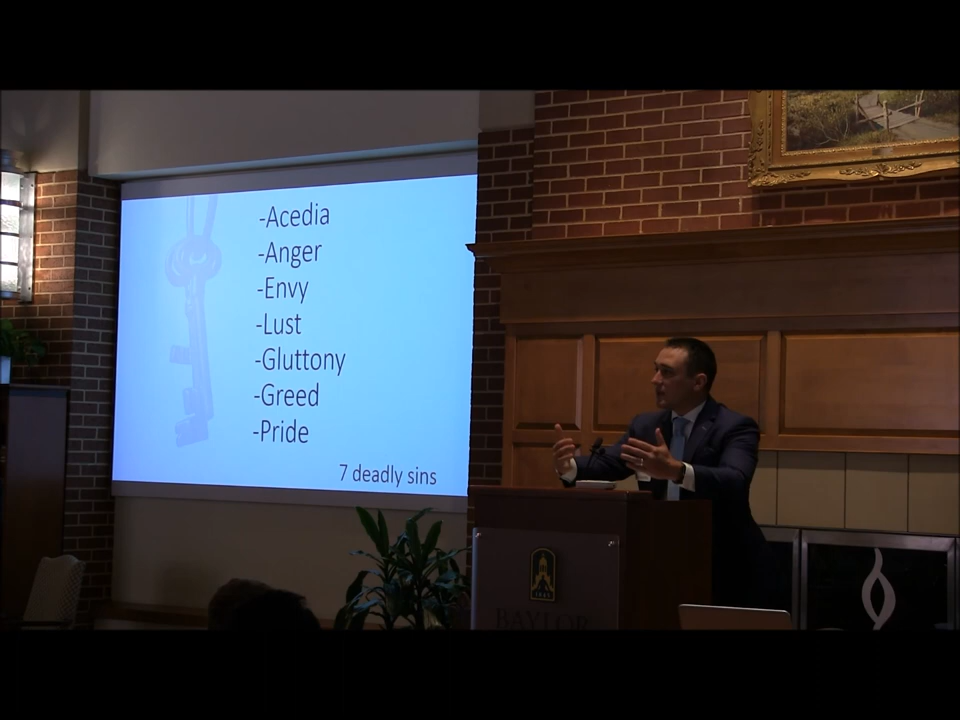 -Acedia
-Anger
-Envy
-Lust
-Gluttony
-Greed
-Pride
7 deadly sins
BAYLOR